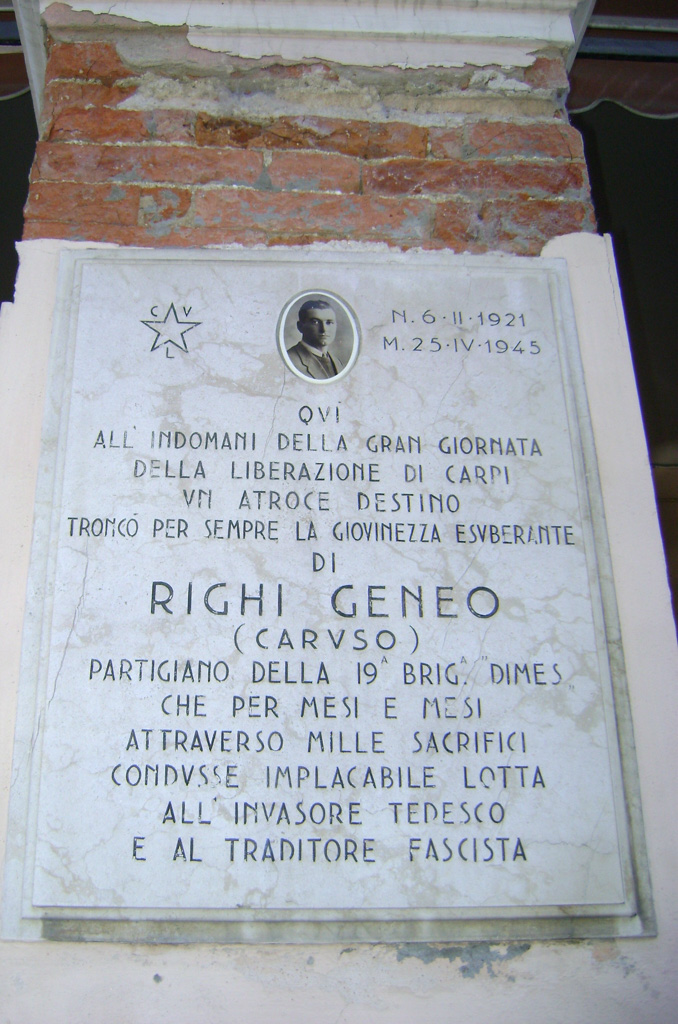 C V L
N. 6·II·1921
M. 25·IV·1945
QVI
ALL' INDOMANI DELLA GRAN GIORNATA
DELLA LIBERAZIONE DI CARPI
VN ATROCE DESTINO
TRONCÒ PER SEMPRE LA GIOVINEZZA ESVBERANTE
DI
RIGHI GENEO
(CARVSO)
PARTIGIANO DELLA 19ᴬ BRIG.ᴬ "DIMES"
CHE PER MESI E MESI
ATTRAVERSO MILLE SACRIFICI
CONDVSSE IMPLACABILE LOTTA
ALL' INVASORE TEDESCO
E AL TRADITORE FASCISTA